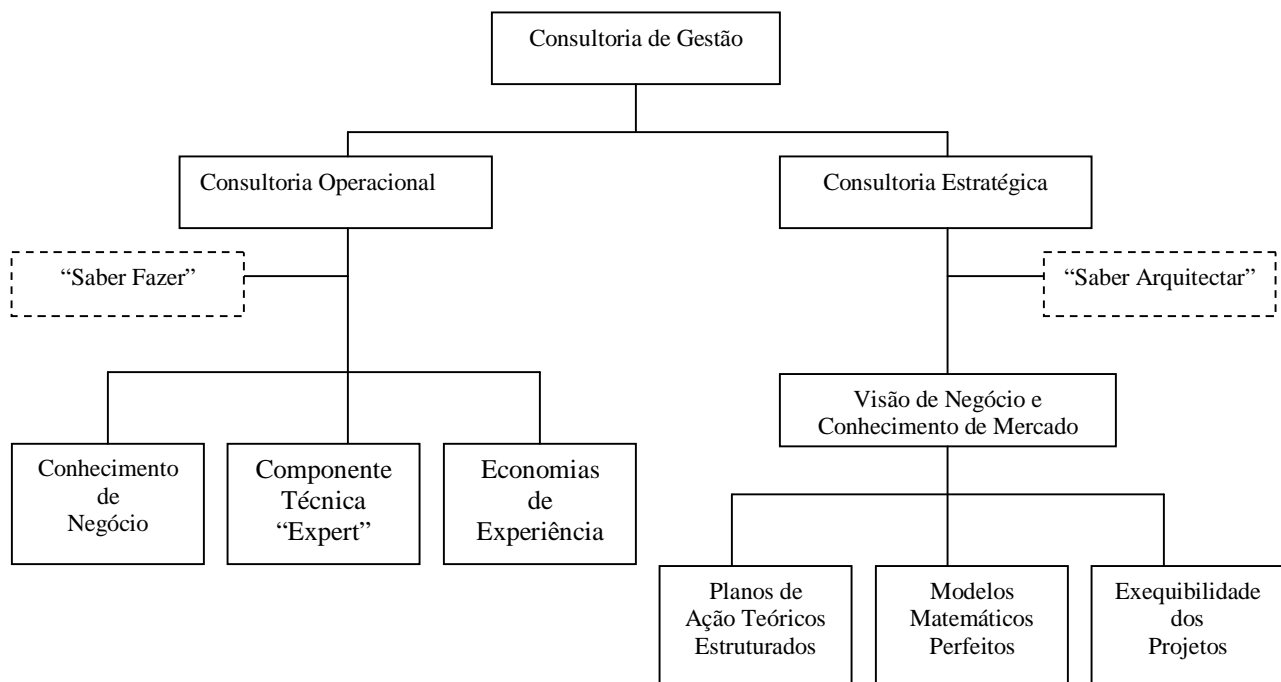 Consultoria de Gestão
Consultoria Operacional
Consultoria Estratégica
“Saber Fazer”
“Saber Arquitectar”
Visão de Negócio e
Conhecimento de Mercado
Conhecimento
de
Negócio
Componente
Técnica
“Expert”
Economias
de
Experiência
Planos de
Ação Teóricos
Estruturados
Modelos
Matemáticos
Perfeitos
Exequibilidade
dos
Projetos